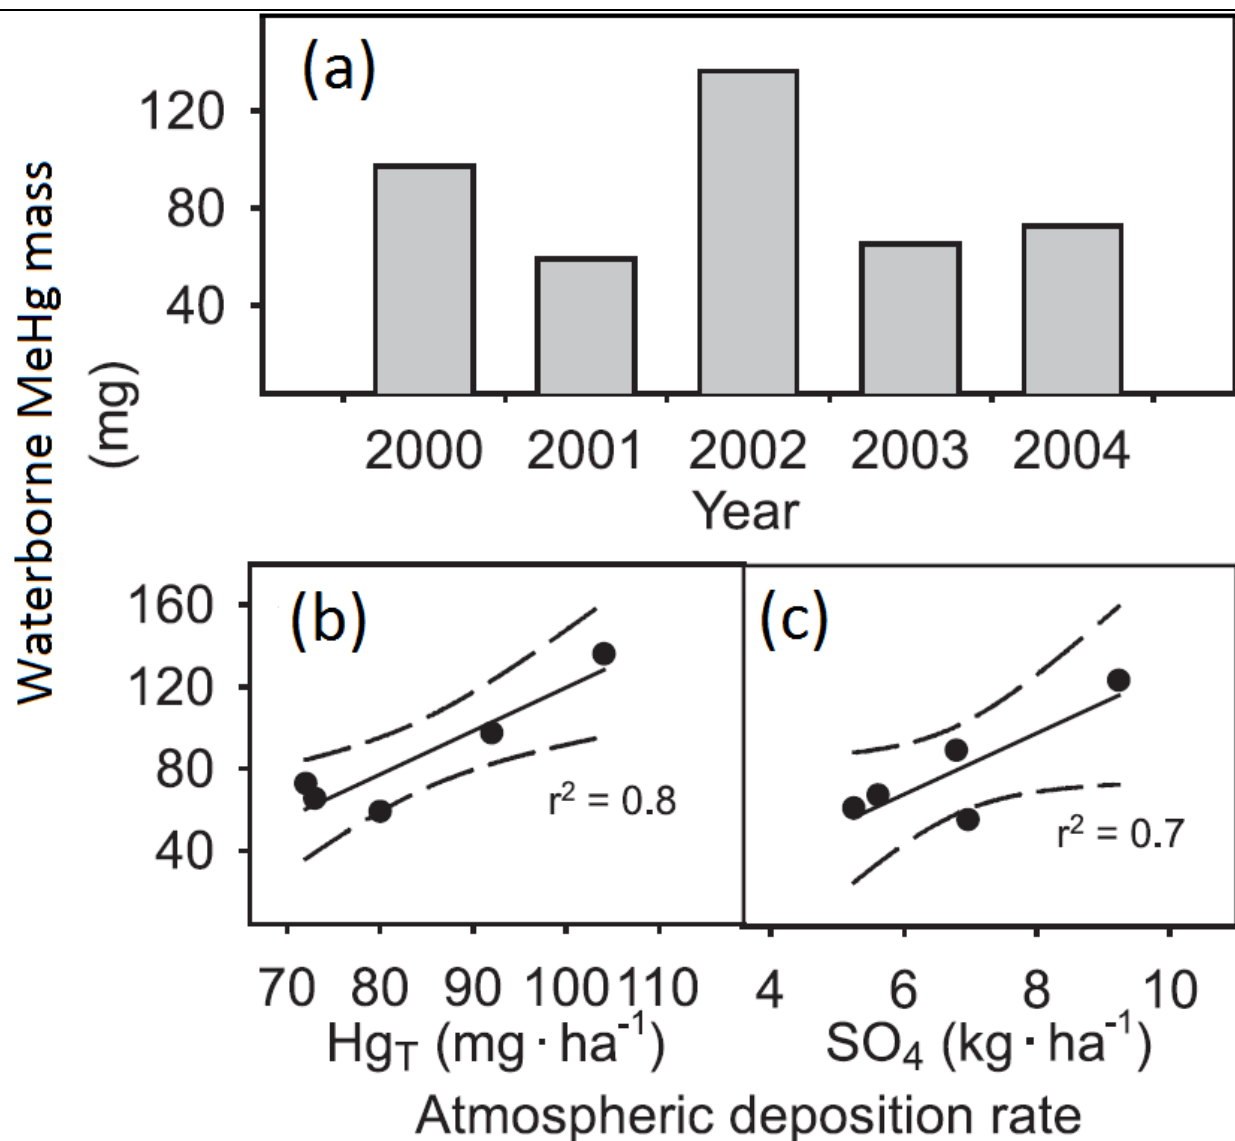 (a)
120
80
40
Waterborne MeHg mass
(mg)
2000 2001 2002 2003 2004
Year
(b)
160
120
80
40
r² = 0.8
70 80 90 100 110
Hg_T (mg · ha⁻¹)
(c)
r² = 0.7
4 6 8 10
SO₄ (kg · ha⁻¹)
Atmospheric deposition rate